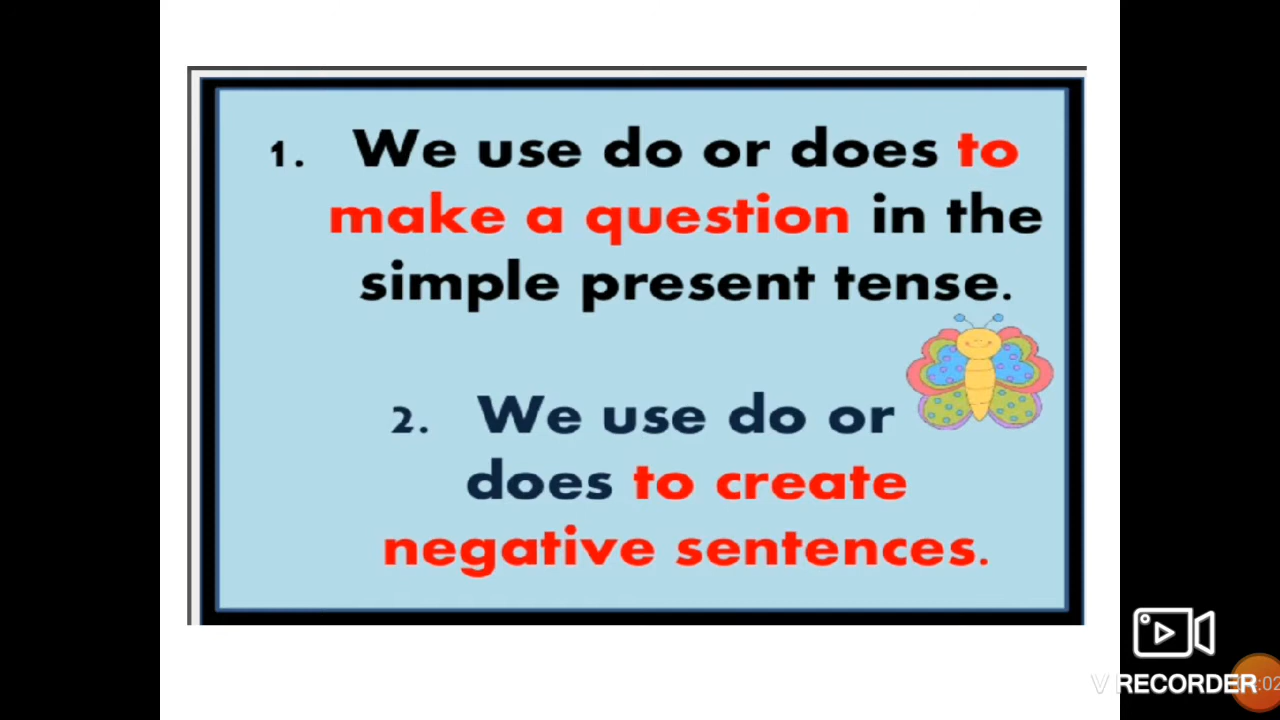 1. We use do or does to
make a question in the
simple present tense.
2. We use do or
does to create
negative sentences.
V RECORDER
:02